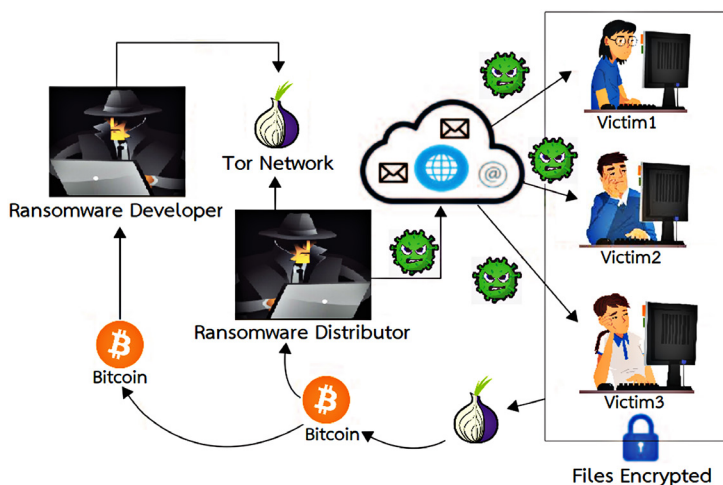 Victim1
Tor Network
@
Ransomware Developer
Victim2
Ransomware Distributor
Bitcoin
Victim3
Bitcoin
Files Encrypted